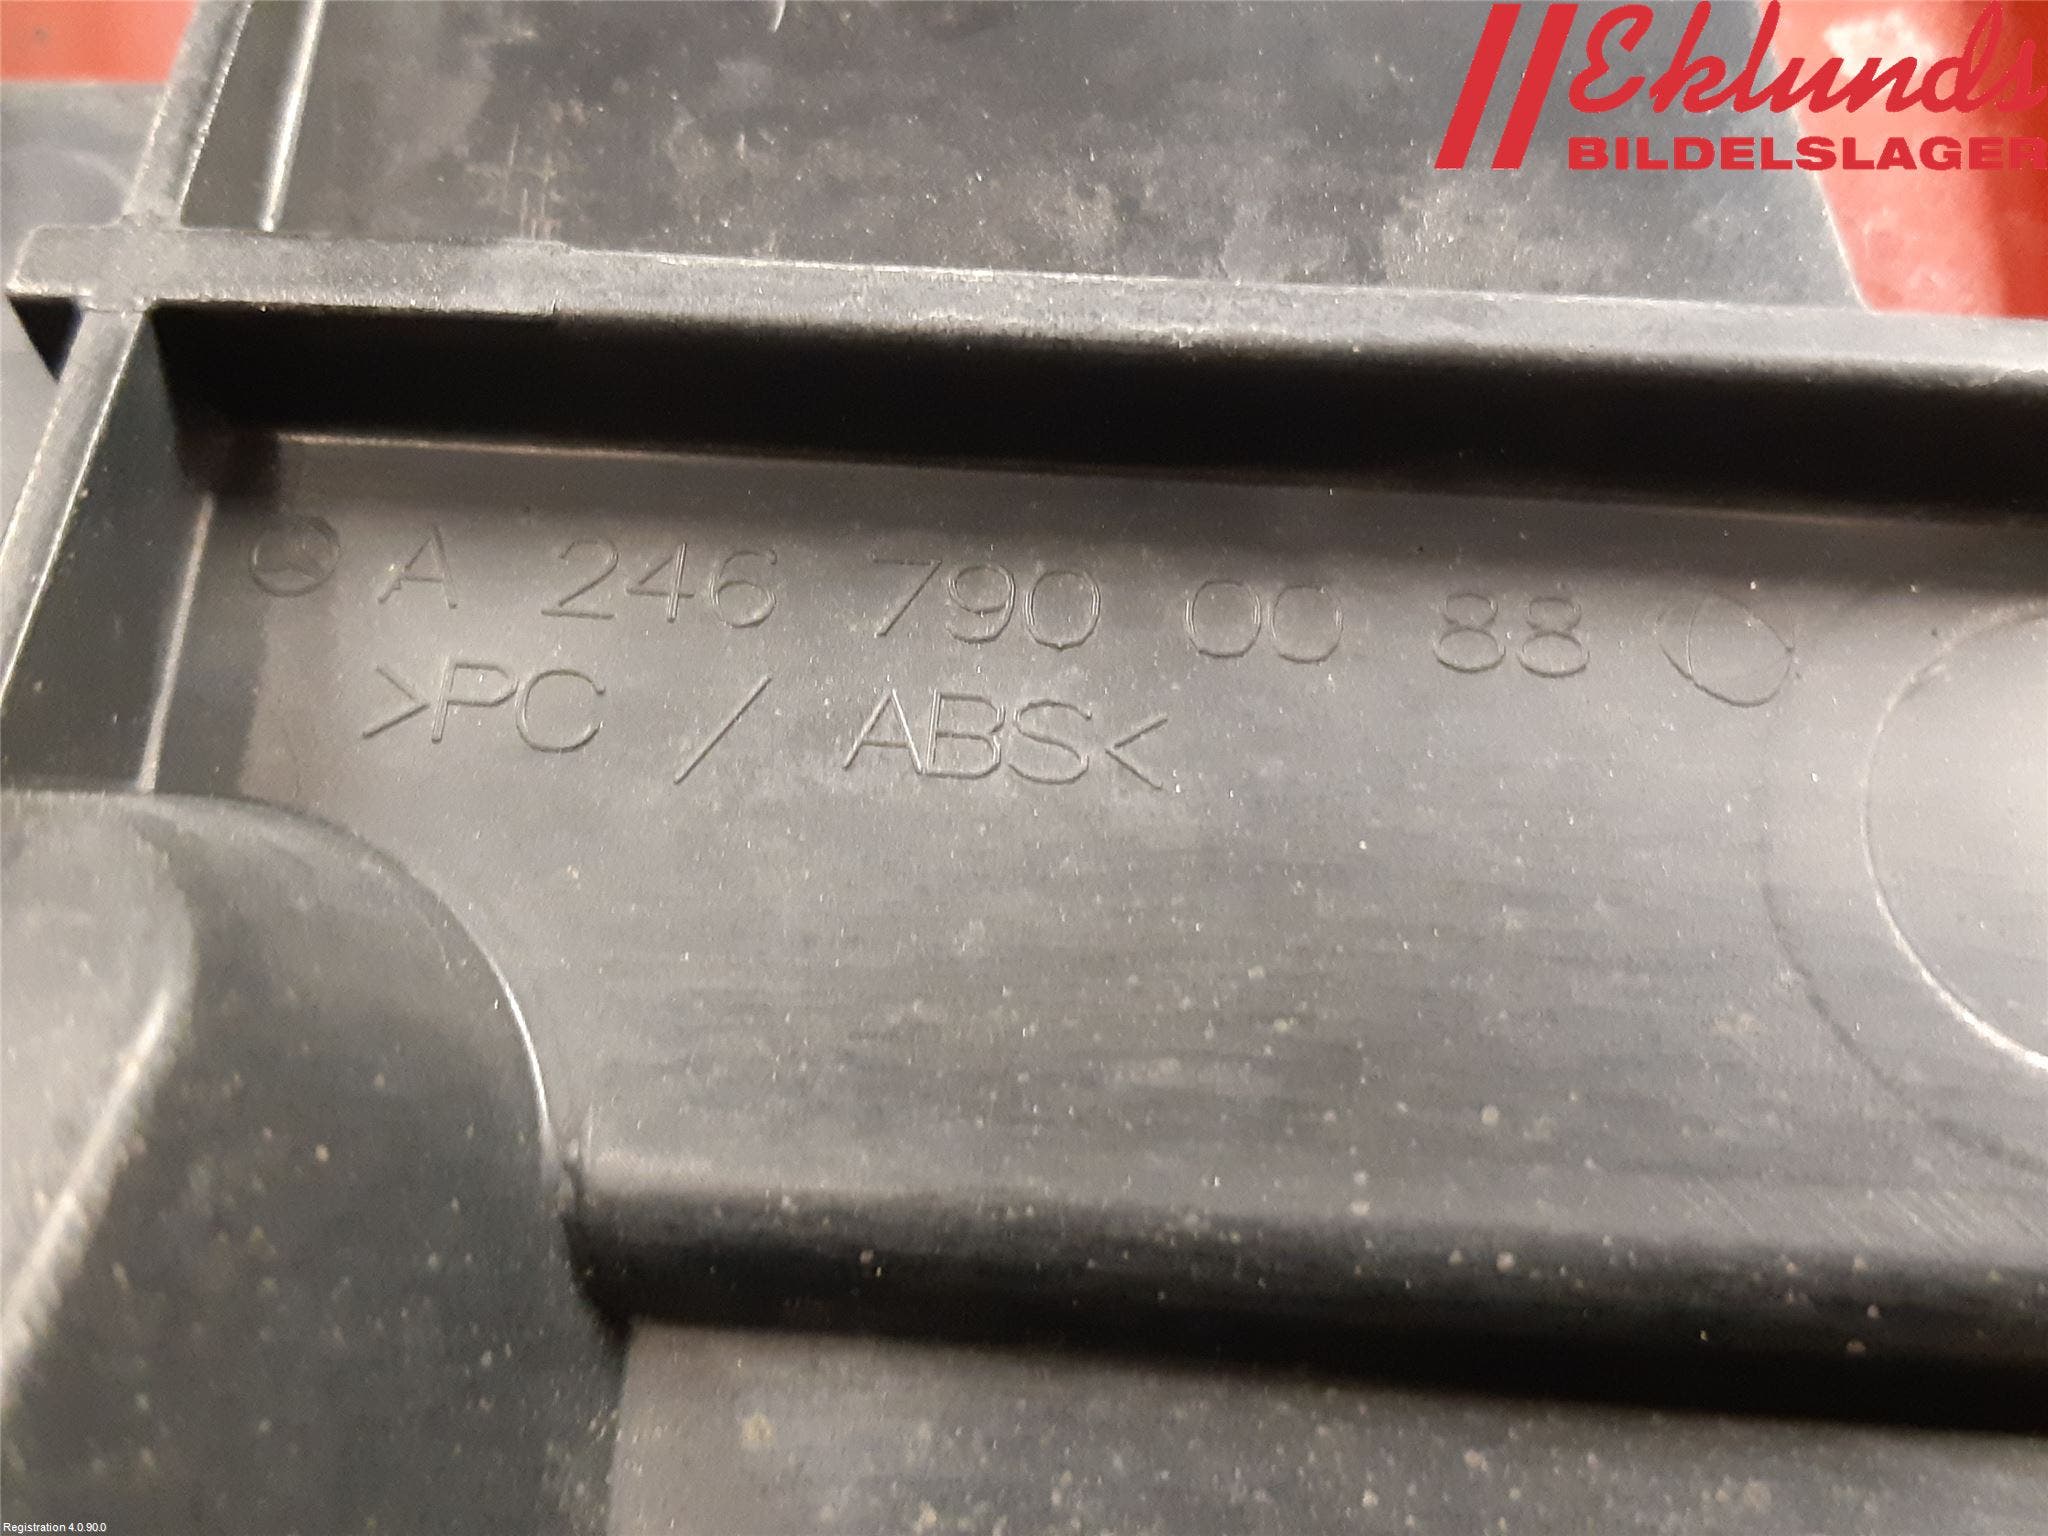 Eklunds
BILDELSLAGER
A 246 790 00 88
>PC / ABS<
Registration 4.0.90.0